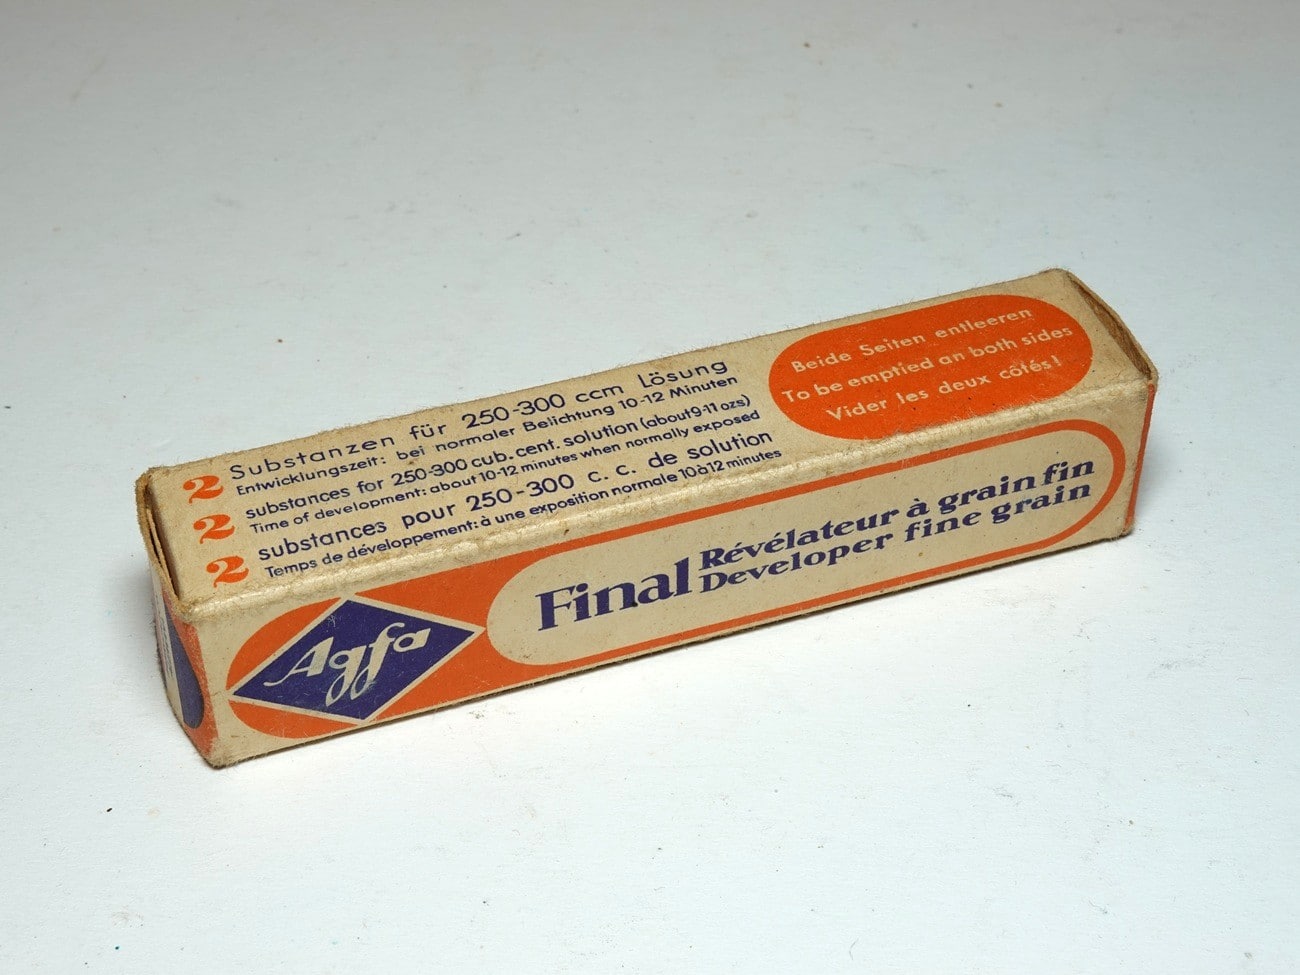 2 Substanzen für 250-300 ccm Lösung
Entwicklungszeit: bei normaler Belichtung 10-12 Minuten
2 substances for 250-300 cub. cent. solution (about 9-11 ozs)
Time of development: about 10-12 minutes when normally exposed
2 substances pour 250-300 c. c. de solution
Temps de développement: à une exposition normale 10 à 12 minutes
Beide Seiten entleeren
To be emptied an both sides
Vider les deux côtés!
Agfa
Final
Révélateur à grain fin
Developer fine grain